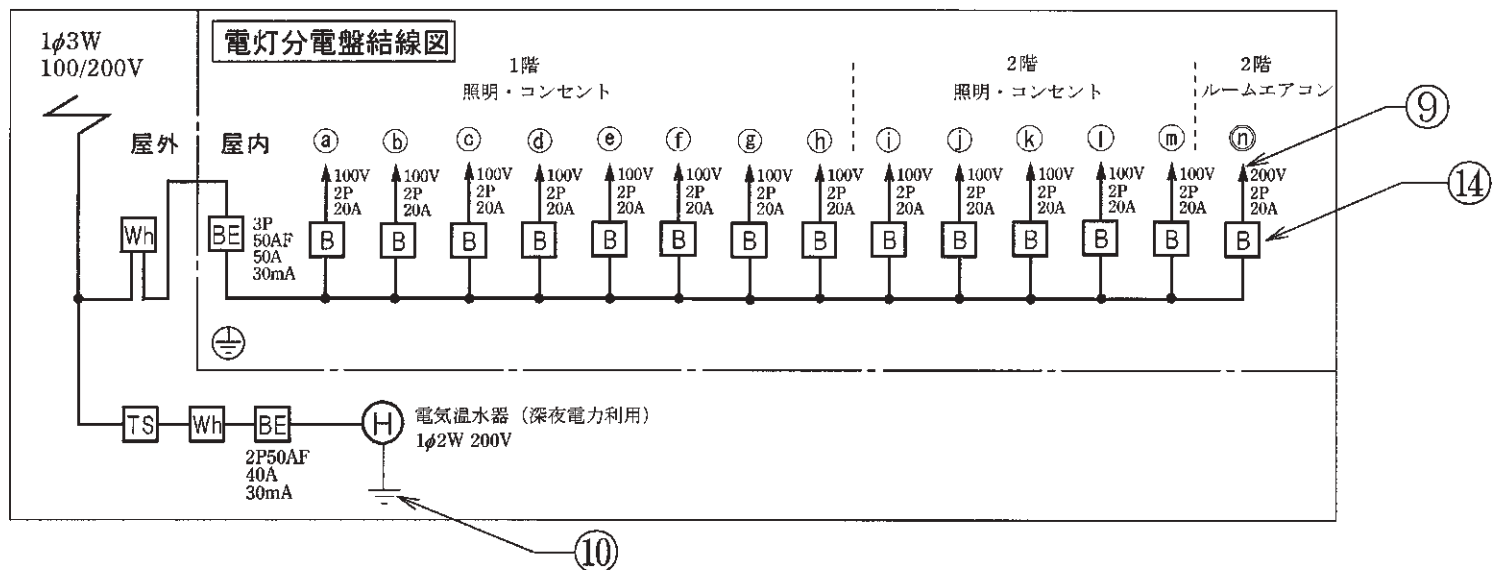 1φ3W
100/200V
電灯分電盤結線図
1階
照明・コンセント
2階
照明・コンセント
2階
ルームエアコン
⑨
屋外
屋内
ⓐ
ⓑ
ⓒ
ⓓ
ⓔ
ⓕ
ⓖ
ⓗ
ⓘ
ⓙ
ⓚ
ⓛ
ⓜ
ⓝ
100V
2P
20A
100V
2P
20A
100V
2P
20A
100V
2P
20A
100V
2P
20A
100V
2P
20A
100V
2P
20A
100V
2P
20A
100V
2P
20A
100V
2P
20A
100V
2P
20A
100V
2P
20A
100V
2P
20A
200V
2P
20A
⑭
Wh
BE
3P
50AF
50A
30mA
B
B
B
B
B
B
B
B
B
B
B
B
B
B
TS
Wh
BE
2P50AF
40A
30mA
H
電気温水器（深夜電力利用）
1φ2W 200V
⑩